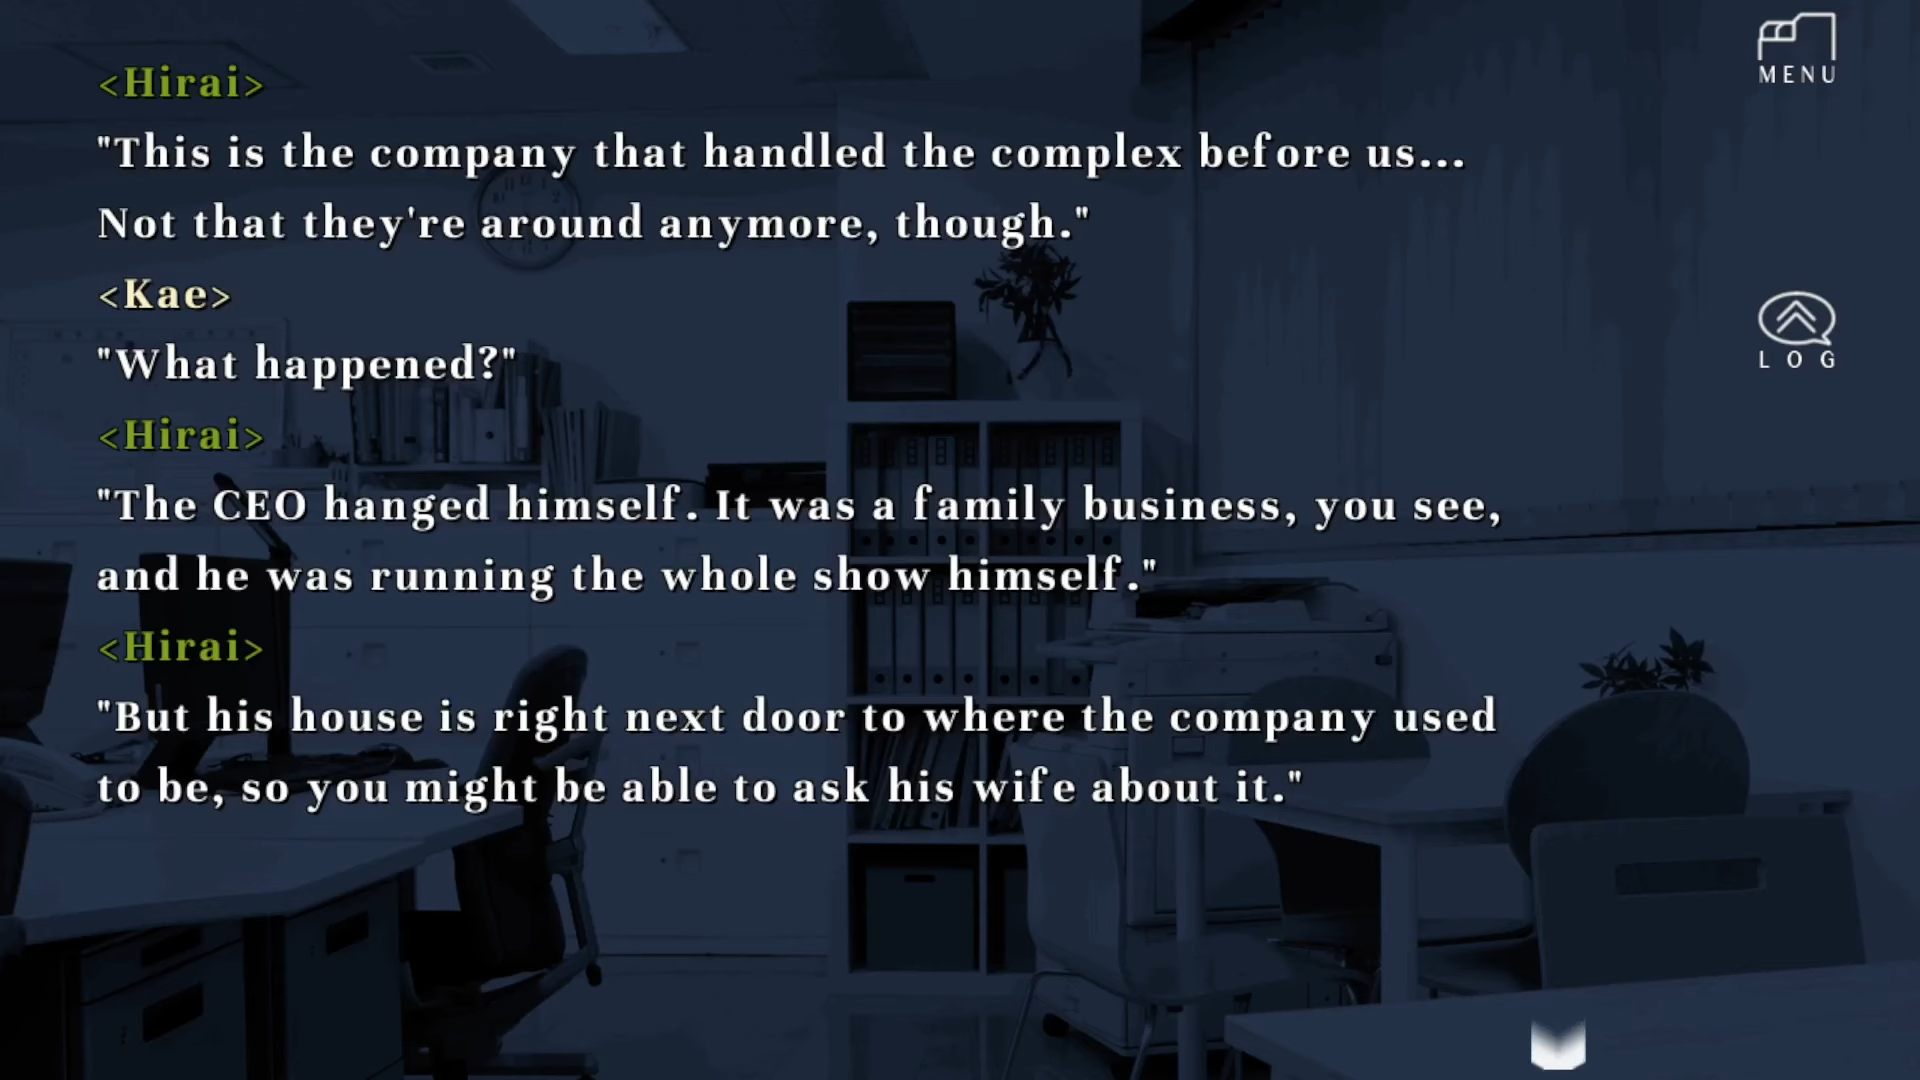 <Hirai>
"This is the company that handled the complex before us...
Not that they're around anymore, though."
<Kae>
"What happened?"
<Hirai>
"The CEO hanged himself. It was a family business, you see,
and he was running the whole show himself."
<Hirai>
"But his house is right next door to where the company used
to be, so you might be able to ask his wife about it."
MENU
LOG